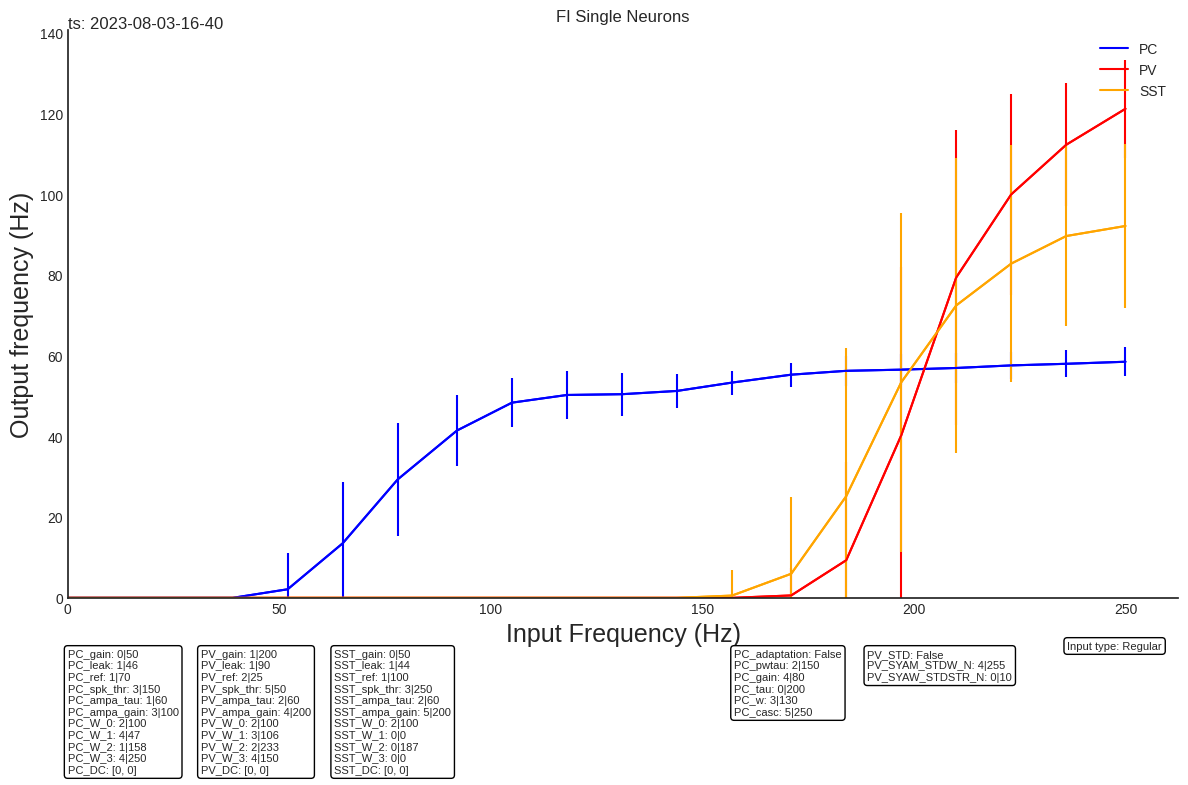 FI Single Neurons
ts: 2023-08-03-16-40
PC
PV
SST
Output frequency (Hz)
140
120
100
80
60
40
20
0
0 50 100 150 200 250
Input Frequency (Hz)
PC_gain: 0|50
PC_leak: 1|46
PC_ref: 1|70
PC_spk_thr: 3|150
PC_ampa_tau: 1|60
PC_ampa_gain: 3|100
PC_W_0: 2|100
PC_W_1: 4|47
PC_W_2: 1|158
PC_W_3: 4|250
PC_DC: [0, 0]
PV_gain: 1|200
PV_leak: 1|90
PV_ref: 2|25
PV_spk_thr: 5|50
PV_ampa_tau: 2|60
PV_ampa_gain: 4|200
PV_W_0: 2|100
PV_W_1: 3|106
PV_W_2: 2|233
PV_W_3: 4|150
PV_DC: [0, 0]
SST_gain: 0|50
SST_leak: 1|44
SST_ref: 1|100
SST_spk_thr: 3|250
SST_ampa_tau: 2|60
SST_ampa_gain: 5|200
SST_W_0: 2|100
SST_W_1: 0|0
SST_W_2: 0|187
SST_W_3: 0|0
SST_DC: [0, 0]
PC_adaptation: False
PC_pwtau: 2|150
PC_gain: 4|80
PC_tau: 0|200
PC_w: 3|130
PC_casc: 5|250
PV_STD: False
PV_SYAM_STDW_N: 4|255
PV_SYAW_STDSTR_N: 0|10
Input type: Regular